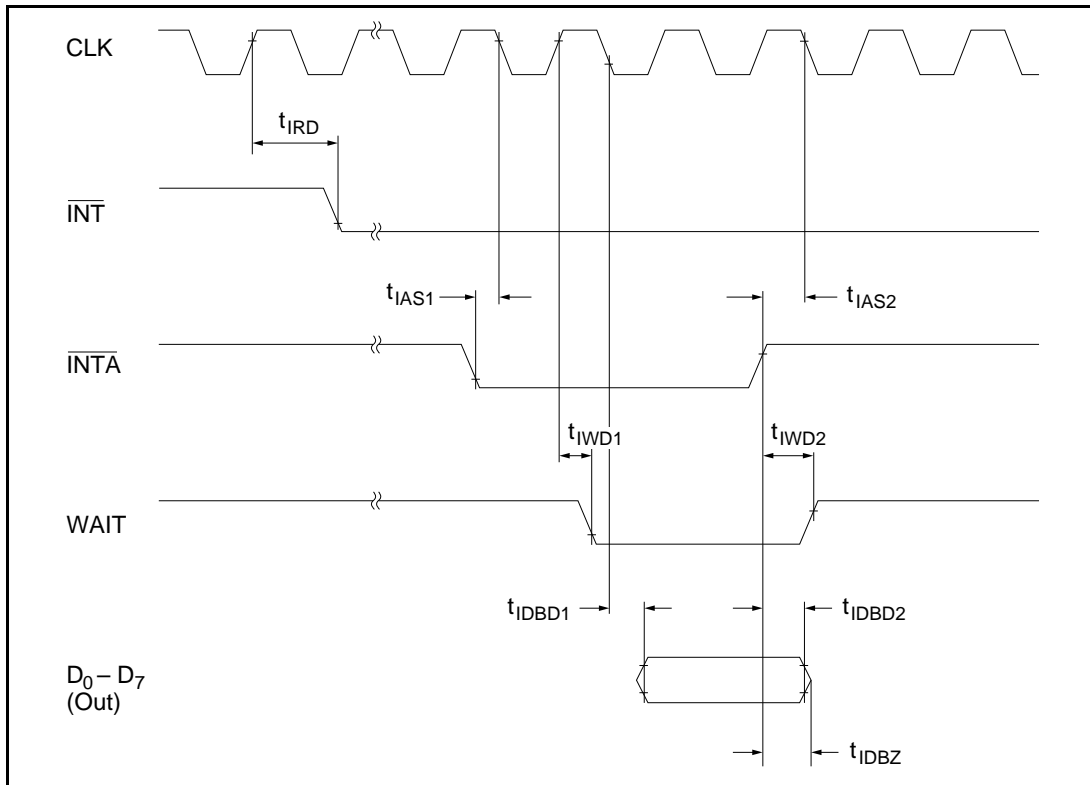 CLK
tIRD
INT
tIAS1
tIAS2
INTA
tIWD1
tIWD2
WAIT
tIDBD1
tIDBD2
D0 – D7
(Out)
tIDBZ